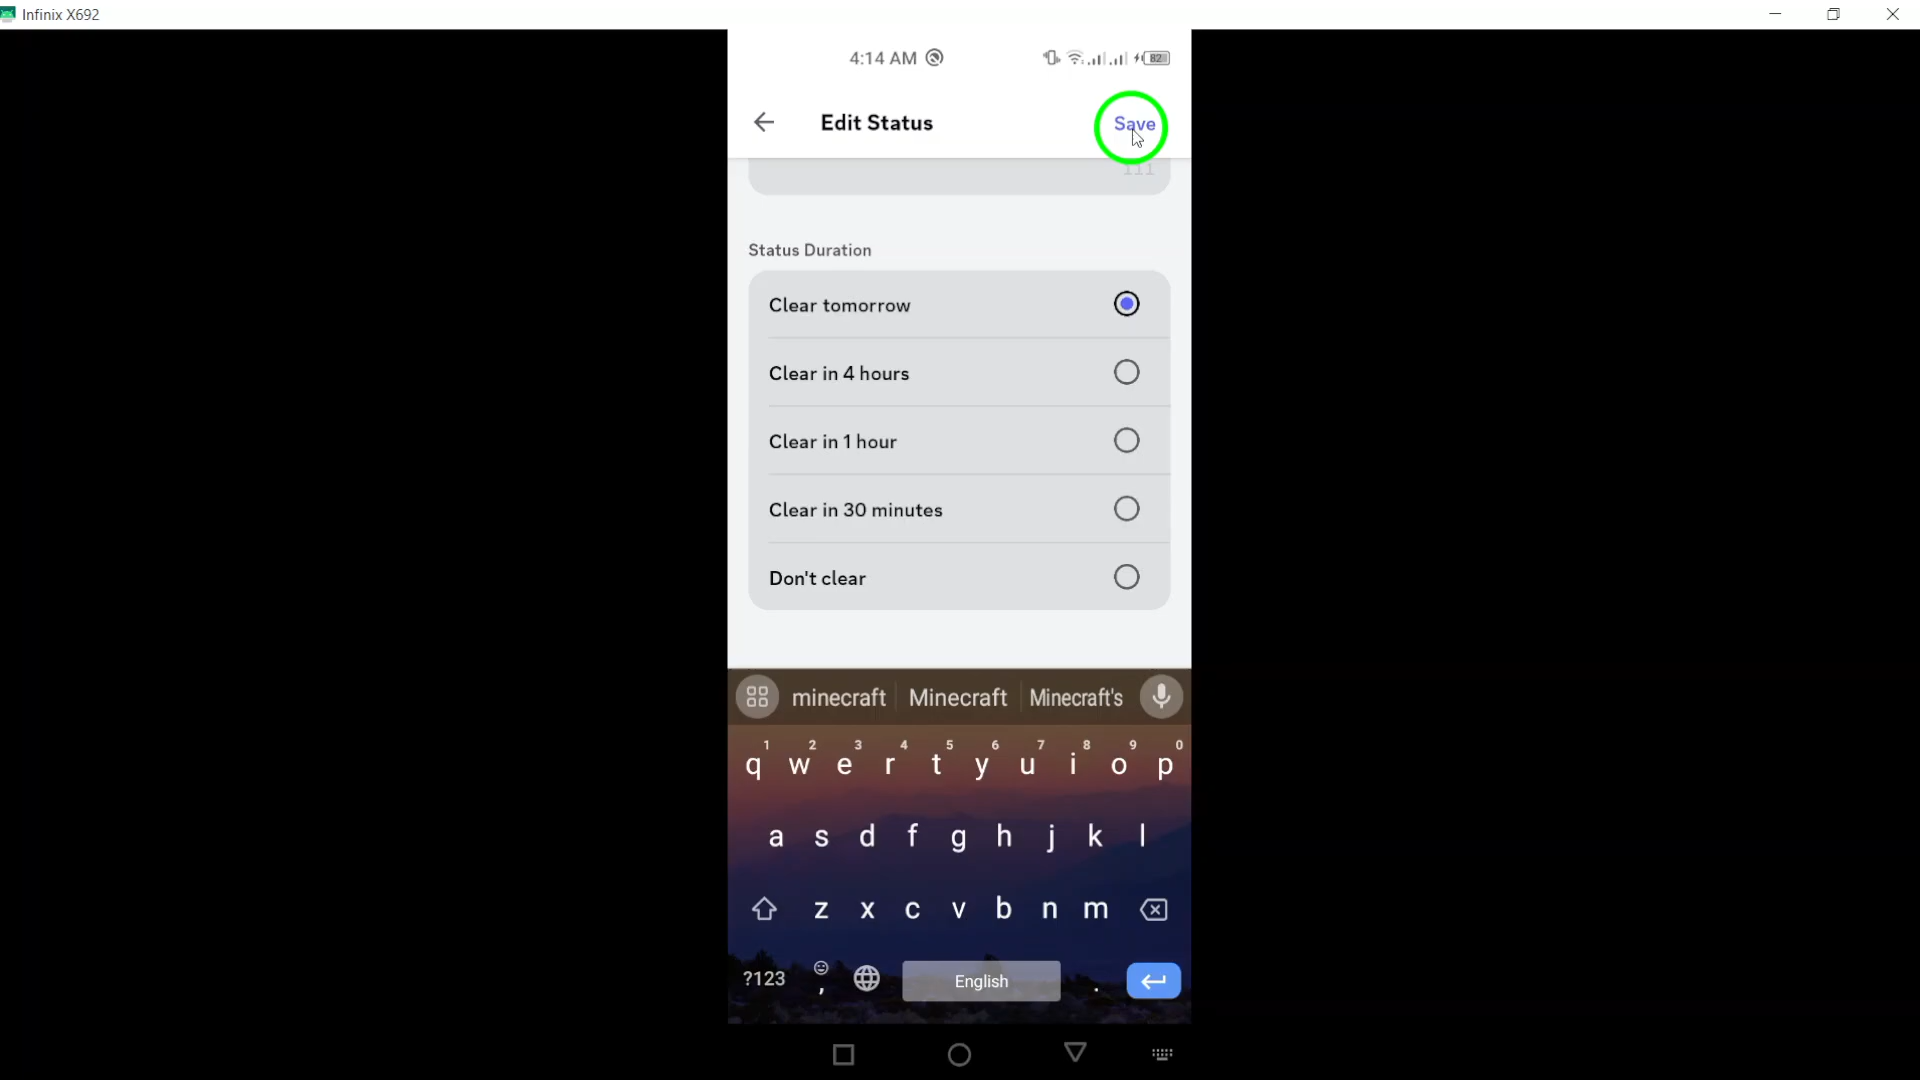 Infinix X692
4:14 AM 82
Edit Status Save
111
Status Duration
Clear tomorrow
Clear in 4 hours
Clear in 1 hour
Clear in 30 minutes
Don't clear
minecraft Minecraft Minecraft's
1 2 3 4 5 6 7 8 9 0
q w e r t y u i o p
a s d f g h j k l
z x c v b n m
?123 , English .